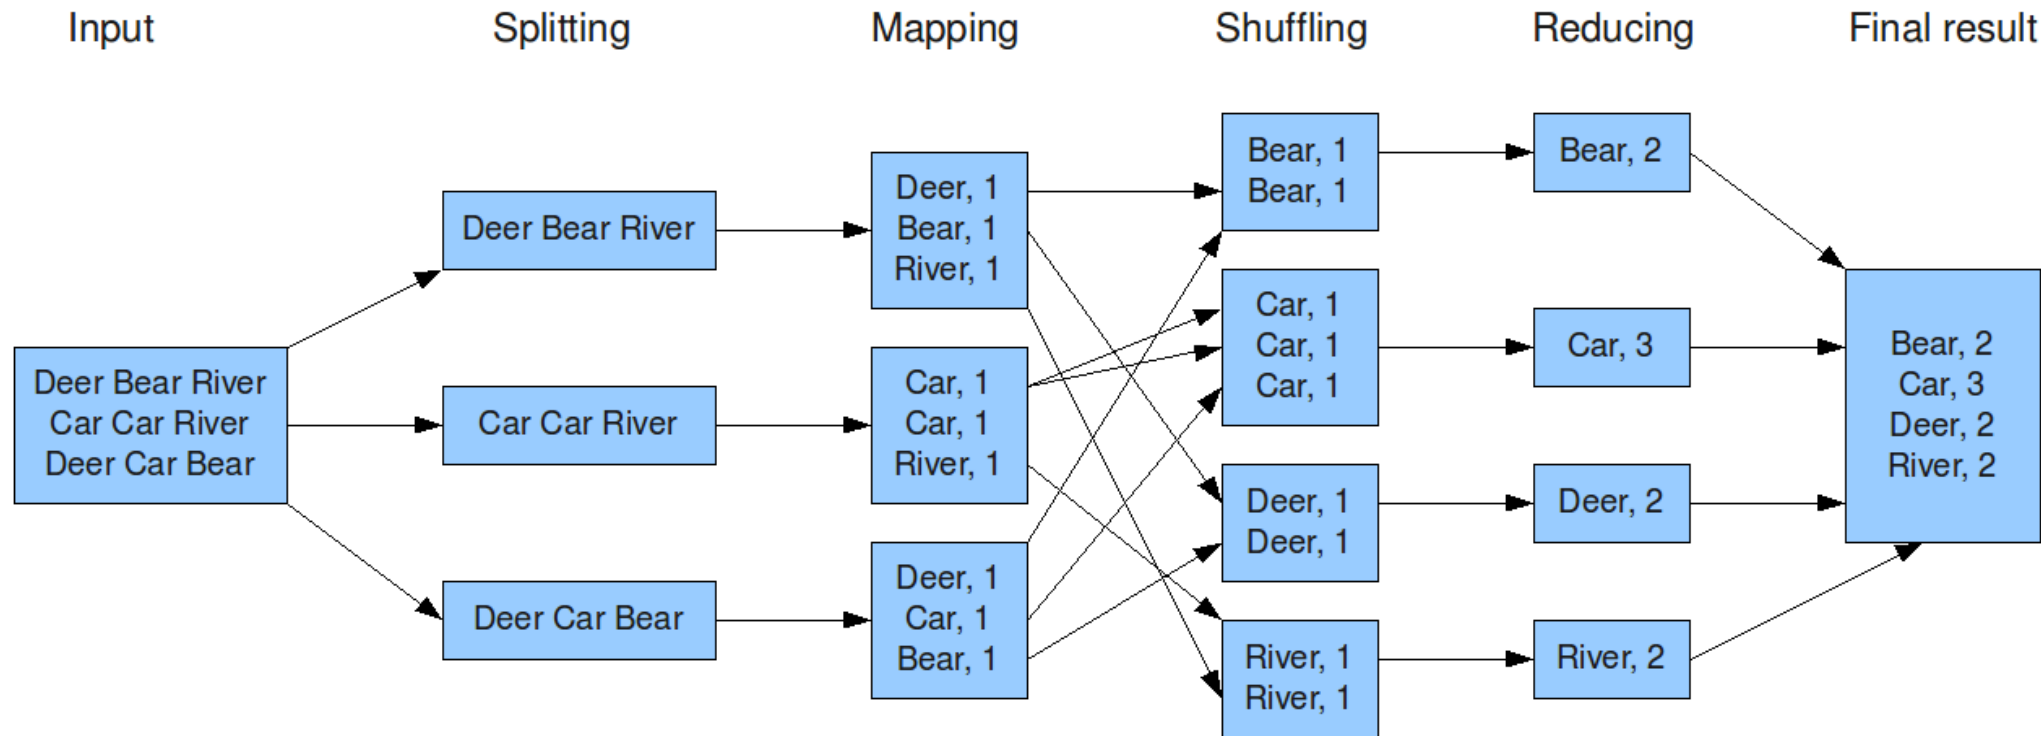 Input
Splitting
Mapping
Shuffling
Reducing
Final result
Deer Bear River
Car Car River
Deer Car Bear
Deer Bear River
Car Car River
Deer Car Bear
Deer, 1
Bear, 1
River, 1
Car, 1
Car, 1
River, 1
Deer, 1
Car, 1
Bear, 1
Bear, 1
Bear, 1
Car, 1
Car, 1
Car, 1
Deer, 1
Deer, 1
River, 1
River, 1
Bear, 2
Car, 3
Deer, 2
River, 2
Bear, 2
Car, 3
Deer, 2
River, 2